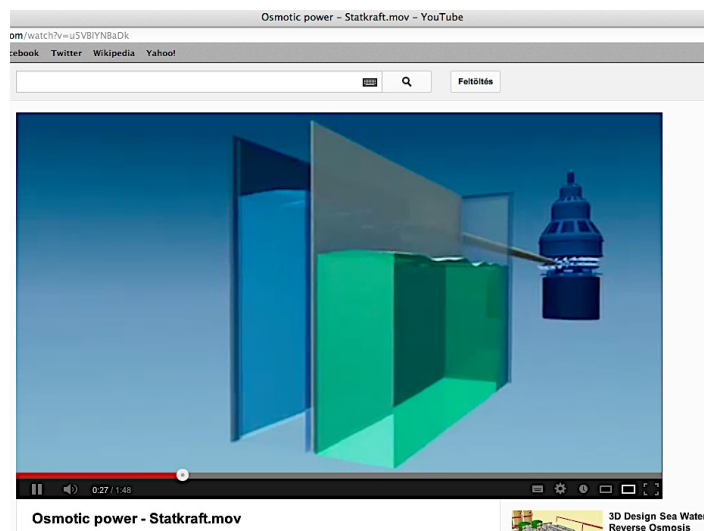 Osmotic power – Statkraft.mov – YouTube
om/watch?v=u5VBIYNBaDk
cebook Twitter Wikipedia Yahoo!
Feltöltés
0:27 / 1:48
Osmotic power - Statkraft.mov
3D Design Sea Water
Reverse Osmosis